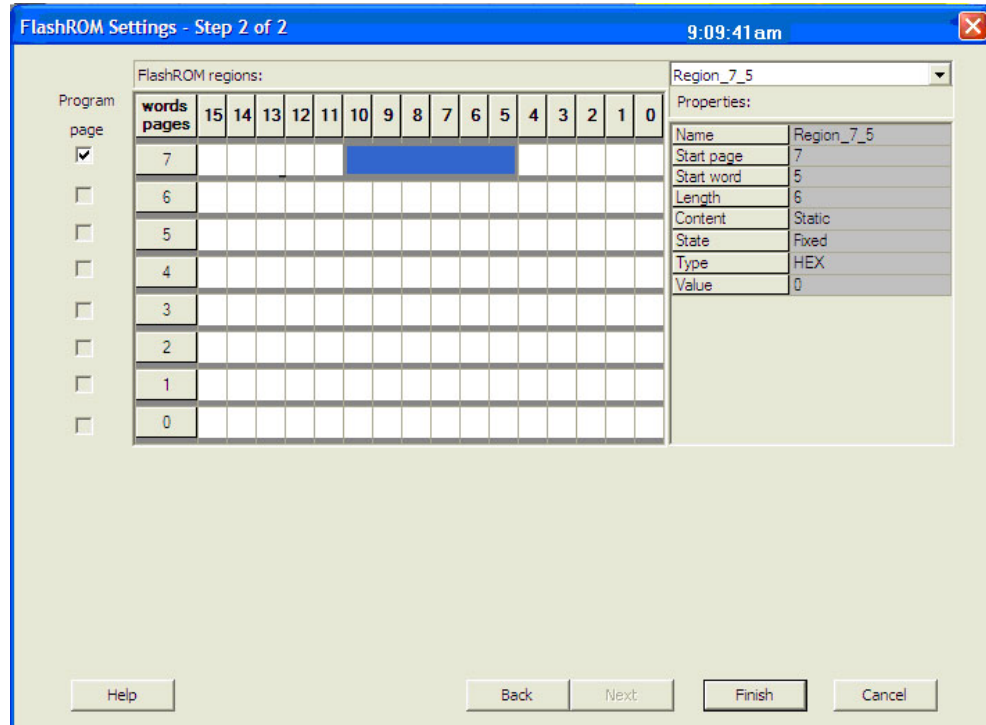 FlashROM Settings - Step 2 of 2
9:09:41am
FlashROM regions:
Region_7_5
Program
page
words
pages
15 14 13 12 11 10 9 8 7 6 5 4 3 2 1 0
7
6
5
4
3
2
1
0
Properties:
Name Region_7_5
Start page 7
Start word 5
Length 6
Content Static
State Fixed
Type HEX
Value 0
Help Back Next Finish Cancel